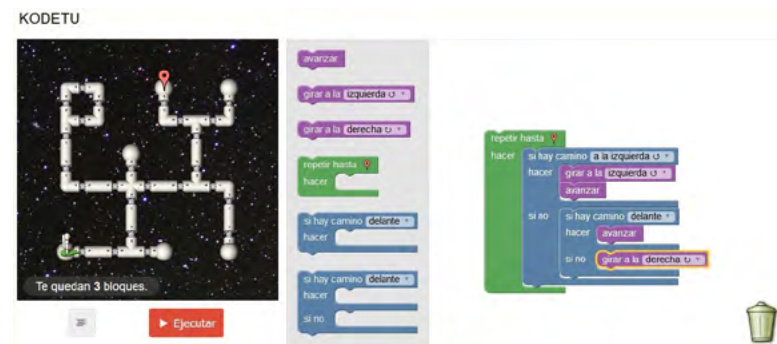 KODETU
avanzar
girar a la izquierda ↺
girar a la derecha ↻
repetir hasta
hacer
si hay camino delante
hacer
si hay camino delante
hacer
si no
Te quedan 3 bloques.
Ejecutar
repetir hasta
hacer si hay camino a la izquierda ↺
hacer girar a la izquierda ↺
avanzar
si no si hay camino delante
hacer avanzar
si no girar a la derecha ↻